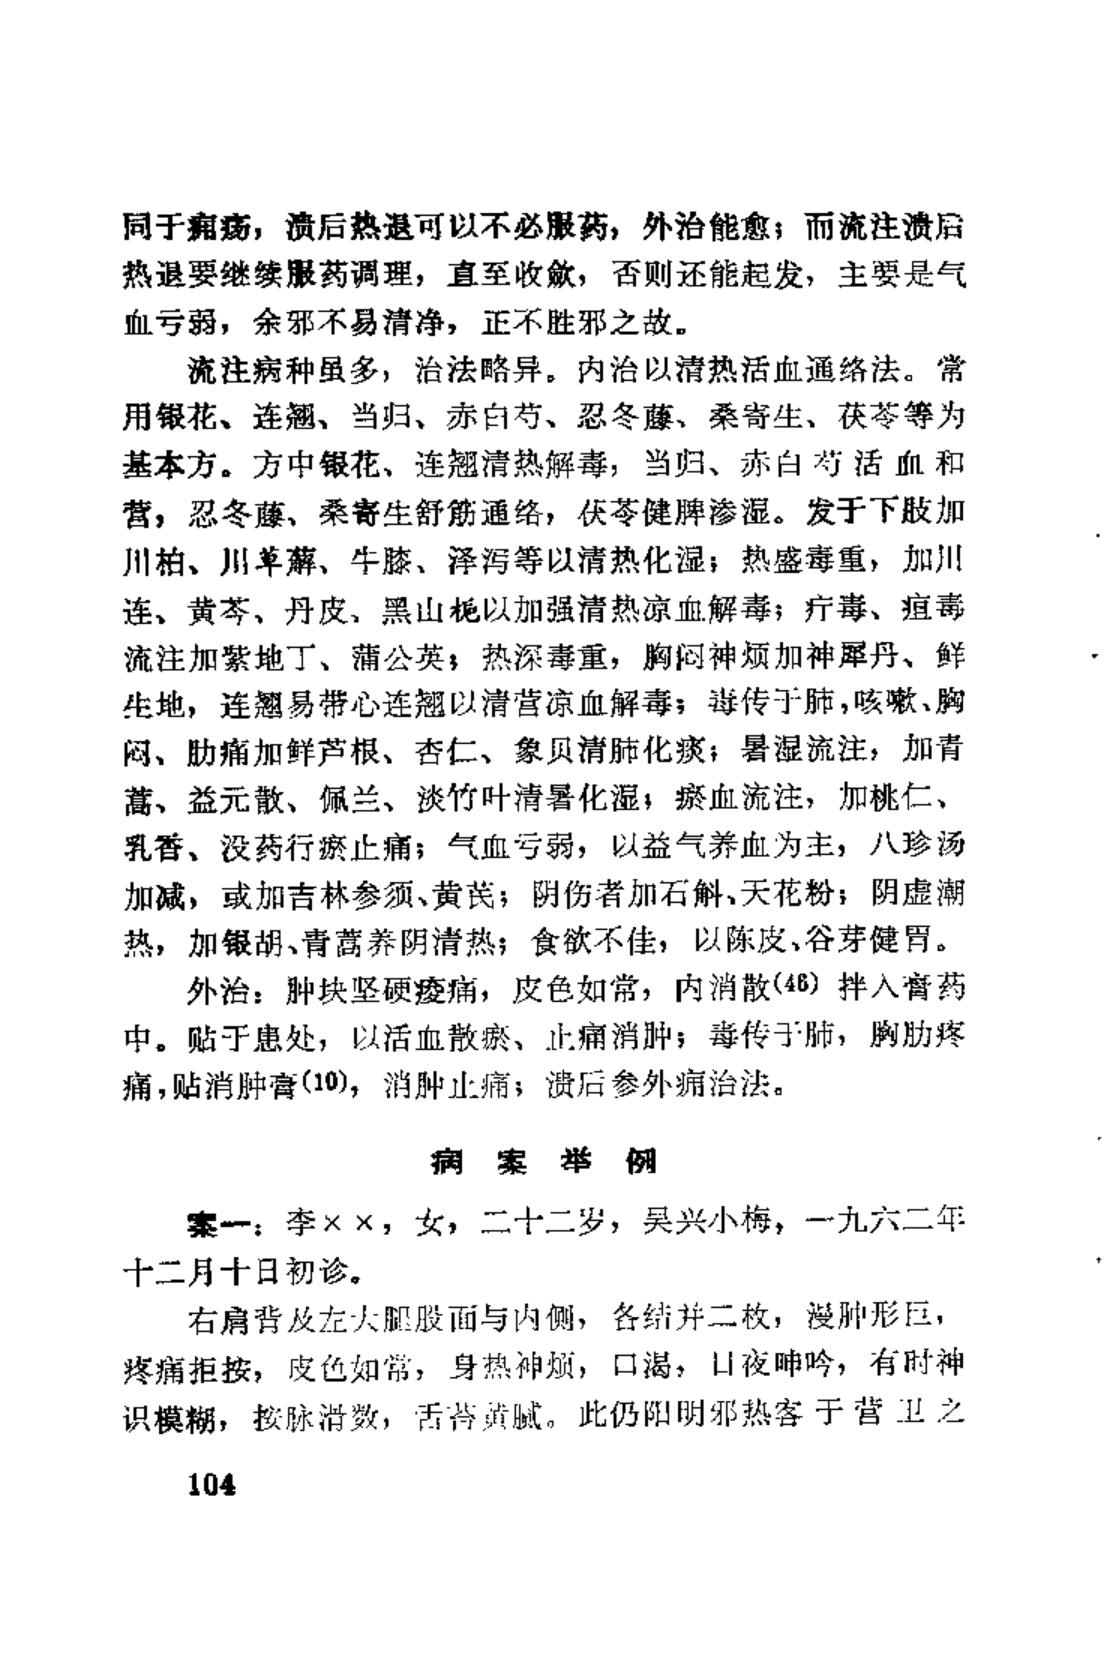 同于痈疡，溃后热退可以不必服药，外治能愈；而流注溃后
热退要继续服药调理，直至收敛，否则还能起发，主要是气
血亏弱，余邪不易清净，正不胜邪之故。
流注病种虽多，治法略异。内治以清热活血通络法。常
用银花、连翘、当归、赤白芍、忍冬藤、桑寄生、茯苓等为
基本方。方中银花、连翘清热解毒，当归、赤白芍活血和
营，忍冬藤、桑寄生舒筋通络，茯苓健脾渗湿。发于下肢加
川柏、川萆薢、牛膝、泽泻等以清热化湿；热盛毒重，加川
连、黄芩、丹皮、黑山栀以加强清热凉血解毒；疔毒、疽毒
流注加紫地丁、蒲公英；热深毒重，胸闷神烦加神犀丹、鲜
生地，连翘易带心连翘以清营凉血解毒；毒传于肺，咳嗽、胸
闷、肋痛加鲜芦根、杏仁、象贝清肺化痰；暑湿流注，加青
蒿、益元散、佩兰、淡竹叶清暑化湿；瘀血流注，加桃仁、
乳香、没药行瘀止痛；气血亏弱，以益气养血为主，八珍汤
加减，或加吉林参须、黄芪；阴伤者加石斛、天花粉；阴虚潮
热，加银胡、青蒿养阴清热；食欲不佳，以陈皮、谷芽健胃。
外治：肿块坚硬痠痛，皮色如常，内消散(46)拌入膏药
中。贴于患处，以活血散瘀、止痛消肿；毒传于肺，胸肋疼
痛，贴消肿膏(10)，消肿止痛；溃后参外痈治法。
病案举例
案一：李××，女，二十二岁，吴兴小梅，一九六二年
十二月十日初诊。
右肩背及左大腿股面与内侧，各结并二枚，漫肿形巨，
疼痛拒按，皮色如常，身热神烦，口渴，日夜呻吟，有时神
识模糊，按脉滑数，舌苔黄腻。此仍阳明邪热客于营卫之
104